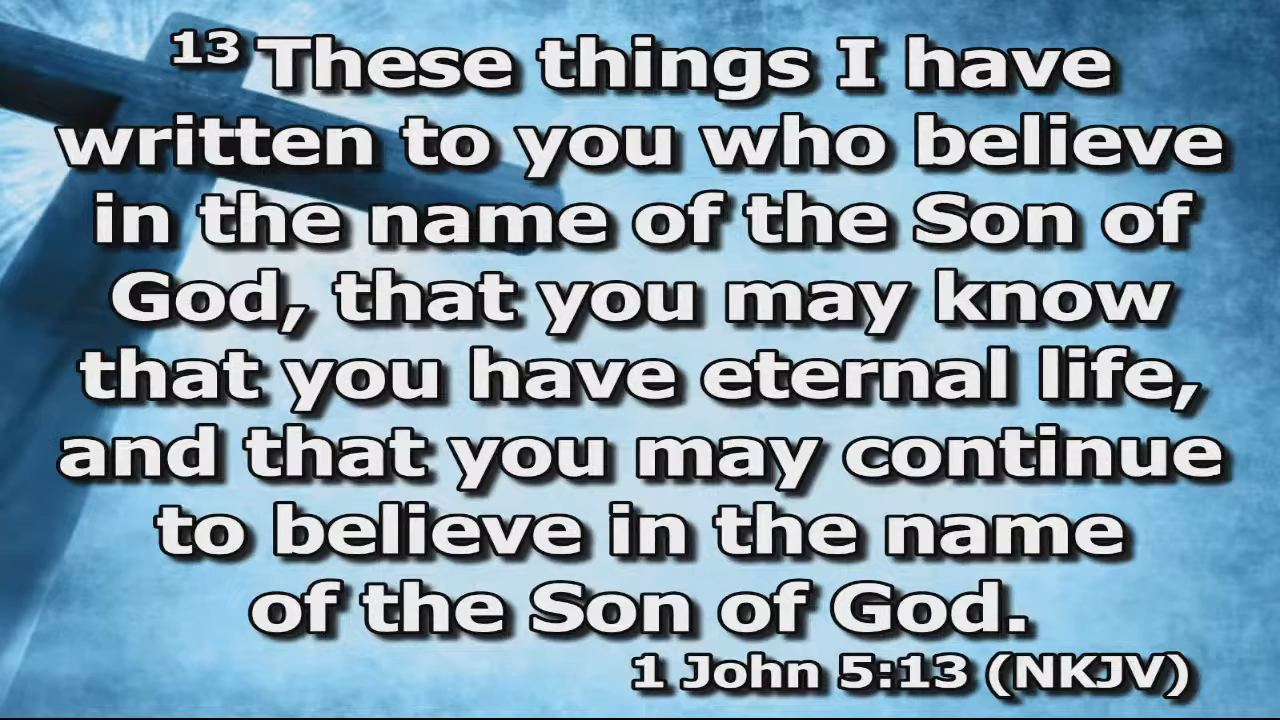 13 These things I have
written to you who believe
in the name of the Son of
God, that you may know
that you have eternal life,
and that you may continue
to believe in the name
of the Son of God.
1 John 5:13 (NKJV)